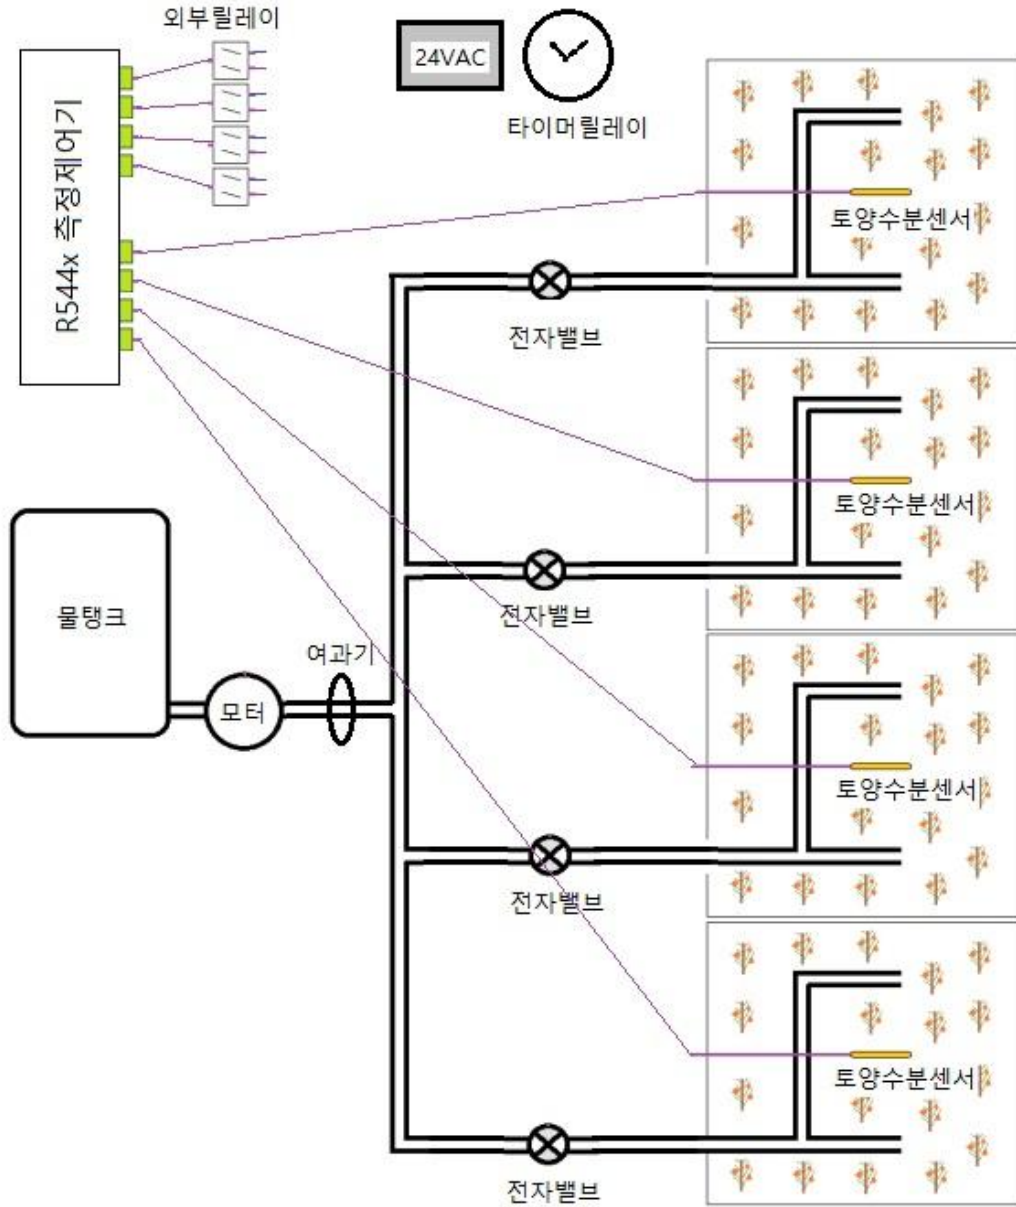 외부릴레이
24VAC
타이머릴레이
R544x 측정제어기
토양수분센서
전자밸브
토양수분센서
전자밸브
물탱크
여과기
모터
토양수분센서
전자밸브
토양수분센서
전자밸브